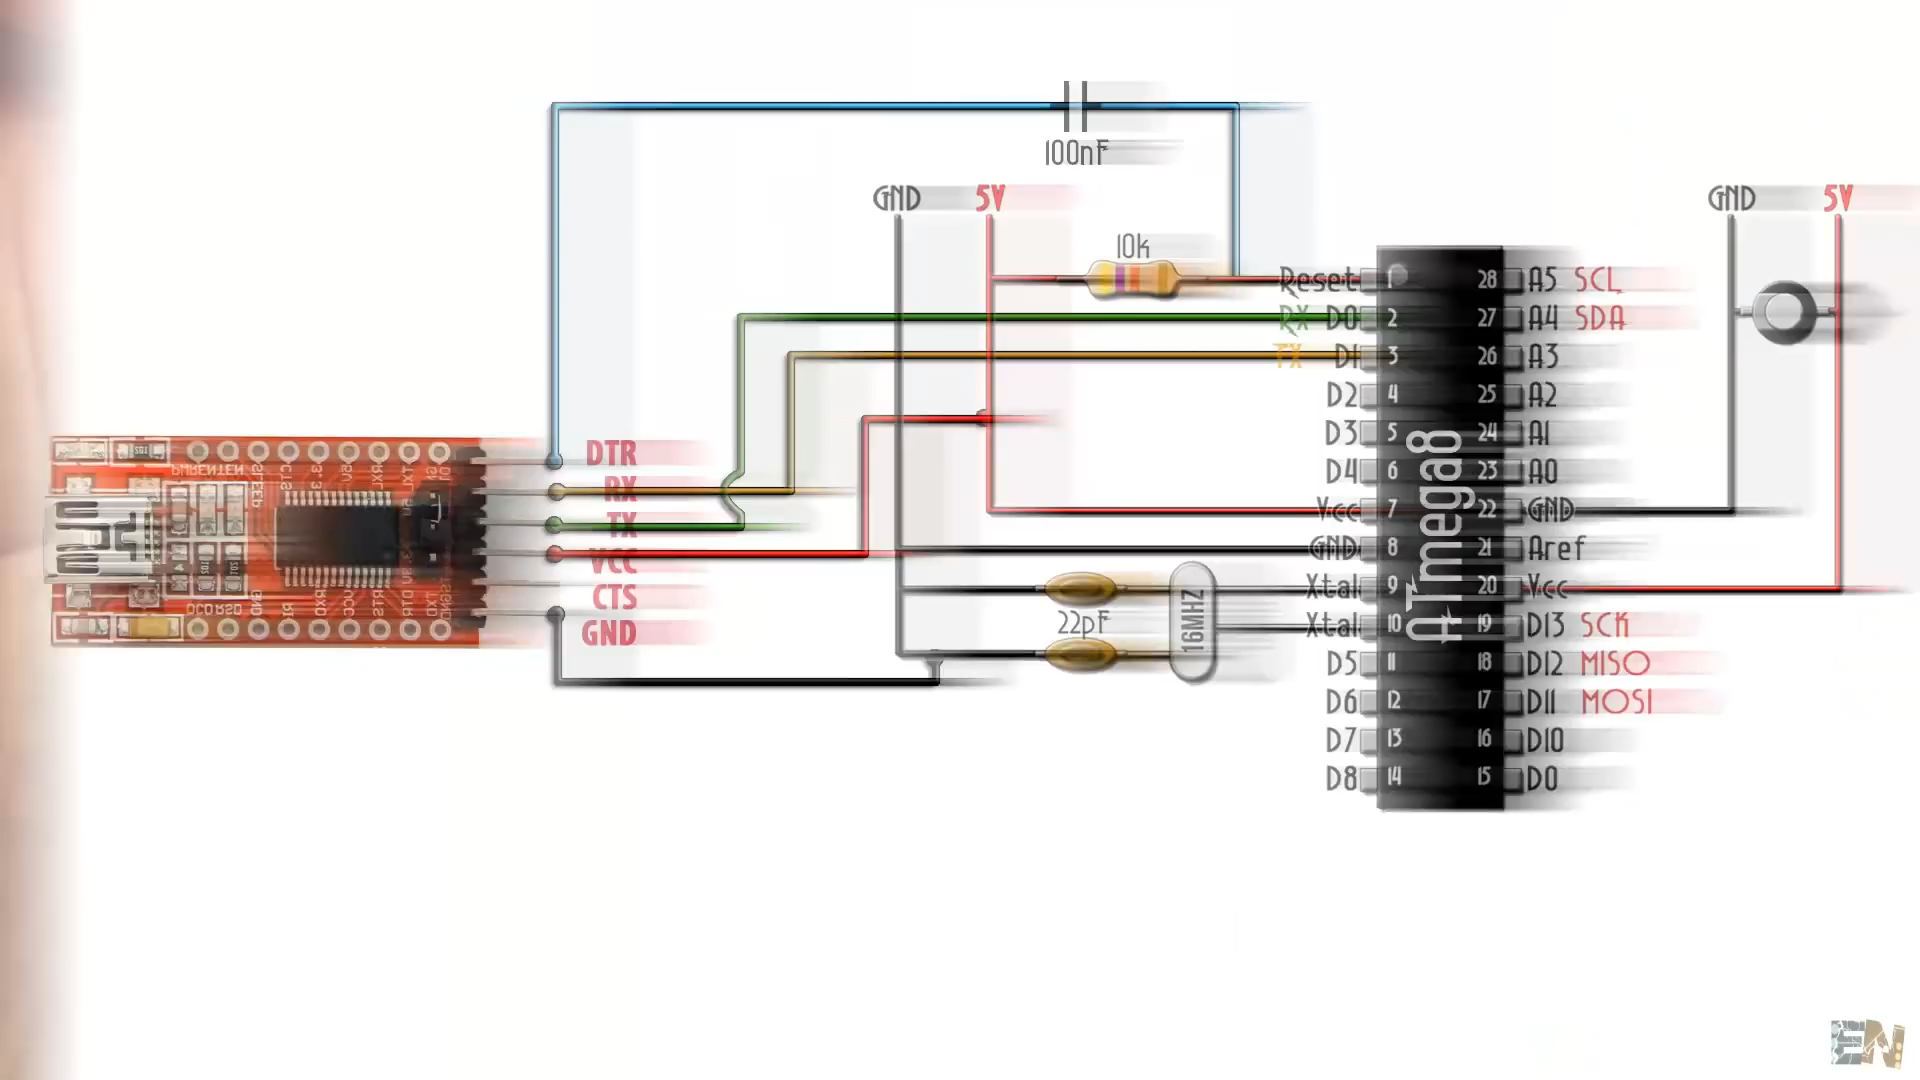 100nF
GND 5V
GND 5V
10k
Reset 1 28 A5 SCL
RX D0 2 27 A4 SDA
TX D1 3 26 A3
D2 4 25 A2
D3 5 24 A1
D4 6 23 A0
Vcc 7 22 GND
GND 8 21 Aref
Xtal 9 20 Vcc
Xtal 10 19 D13 SCK
D5 11 18 D12 MISO
D6 12 17 D11 MOSI
D7 13 16 D10
D8 14 15 D0
ATmega8
DTR
RX
TX
VCC
CTS
GND
22pF
16MHZ
EN